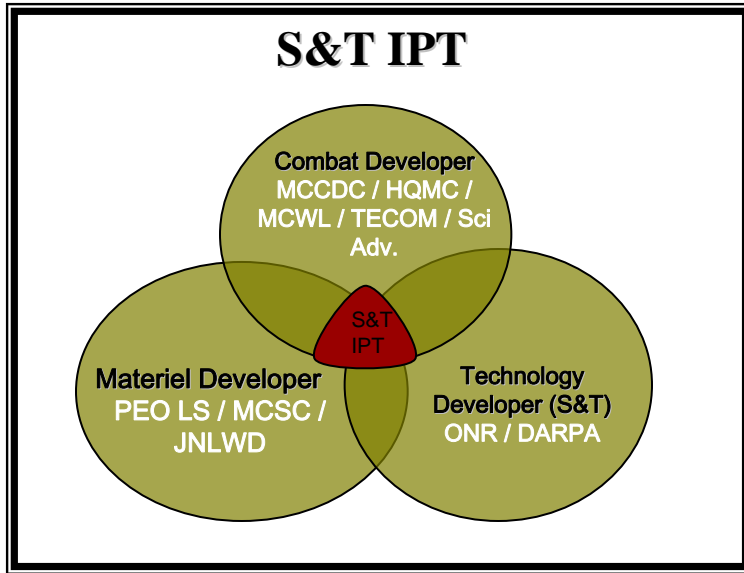 S&T IPT
Combat Developer
MCCDC / HQMC /
MCWL / TECOM / Sci
Adv.
S&T
IPT
Materiel Developer
PEO LS / MCSC /
JNLWD
Technology
Developer (S&T)
ONR / DARPA